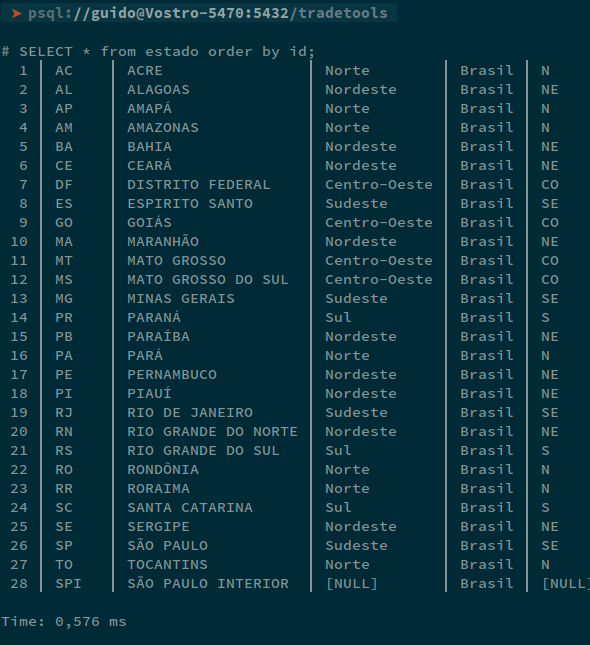 ➤ psql://guido@Vostro-5470:5432/tradetools
# SELECT * from estado order by id;
1 | AC | ACRE | Norte | Brasil | N
2 | AL | ALAGOAS | Nordeste | Brasil | NE
3 | AP | AMAPÁ | Norte | Brasil | N
4 | AM | AMAZONAS | Norte | Brasil | N
5 | BA | BAHIA | Nordeste | Brasil | NE
6 | CE | CEARÁ | Nordeste | Brasil | NE
7 | DF | DISTRITO FEDERAL | Centro-Oeste | Brasil | CO
8 | ES | ESPIRITO SANTO | Sudeste | Brasil | SE
9 | GO | GOIÁS | Centro-Oeste | Brasil | CO
10 | MA | MARANHÃO | Nordeste | Brasil | NE
11 | MT | MATO GROSSO | Centro-Oeste | Brasil | CO
12 | MS | MATO GROSSO DO SUL | Centro-Oeste | Brasil | CO
13 | MG | MINAS GERAIS | Sudeste | Brasil | SE
14 | PR | PARANÁ | Sul | Brasil | S
15 | PB | PARAÍBA | Nordeste | Brasil | NE
16 | PA | PARÁ | Norte | Brasil | N
17 | PE | PERNAMBUCO | Nordeste | Brasil | NE
18 | PI | PIAUÍ | Nordeste | Brasil | NE
19 | RJ | RIO DE JANEIRO | Sudeste | Brasil | SE
20 | RN | RIO GRANDE DO NORTE | Nordeste | Brasil | NE
21 | RS | RIO GRANDE DO SUL | Sul | Brasil | S
22 | RO | RONDÔNIA | Norte | Brasil | N
23 | RR | RORAIMA | Norte | Brasil | N
24 | SC | SANTA CATARINA | Sul | Brasil | S
25 | SE | SERGIPE | Nordeste | Brasil | NE
26 | SP | SÃO PAULO | Sudeste | Brasil | SE
27 | TO | TOCANTINS | Norte | Brasil | N
28 | SPI | SÃO PAULO INTERIOR | [NULL] | Brasil | [NULL]
Time: 0,576 ms